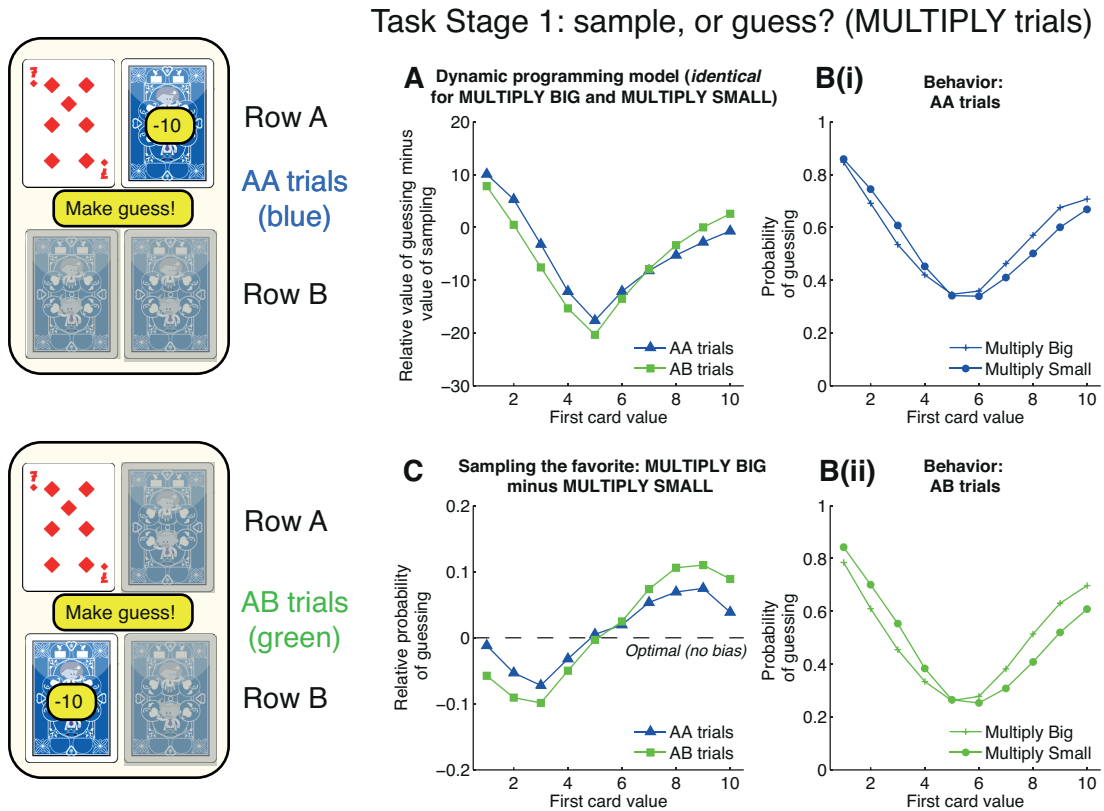 Task Stage 1: sample, or guess? (MULTIPLY trials)
7
-10
7
Make guess!
Row A
AA trials
(blue)
Row B
A
Dynamic programming model (identical
for MULTIPLY BIG and MULTIPLY SMALL)
20
10
0
−10
−20
−30
Relative value of guessing minus
value of sampling
AA trials
AB trials
2 4 6 8 10
First card value
B(i)
Behavior:
AA trials
1
0.8
0.6
0.4
0.2
0
Probability
of guessing
Multiply Big
Multiply Small
2 4 6 8 10
First card value
7
7
Make guess!
-10
Row A
AB trials
(green)
Row B
C
Sampling the favorite: MULTIPLY BIG
minus MULTIPLY SMALL
0.2
0.1
0
−0.1
−0.2
Relative probability
of guessing
Optimal (no bias)
AA trials
AB trials
2 4 6 8 10
First card value
B(ii)
Behavior:
AB trials
1
0.8
0.6
0.4
0.2
0
Probability
of guessing
Multiply Big
Multiply Small
2 4 6 8 10
First card value